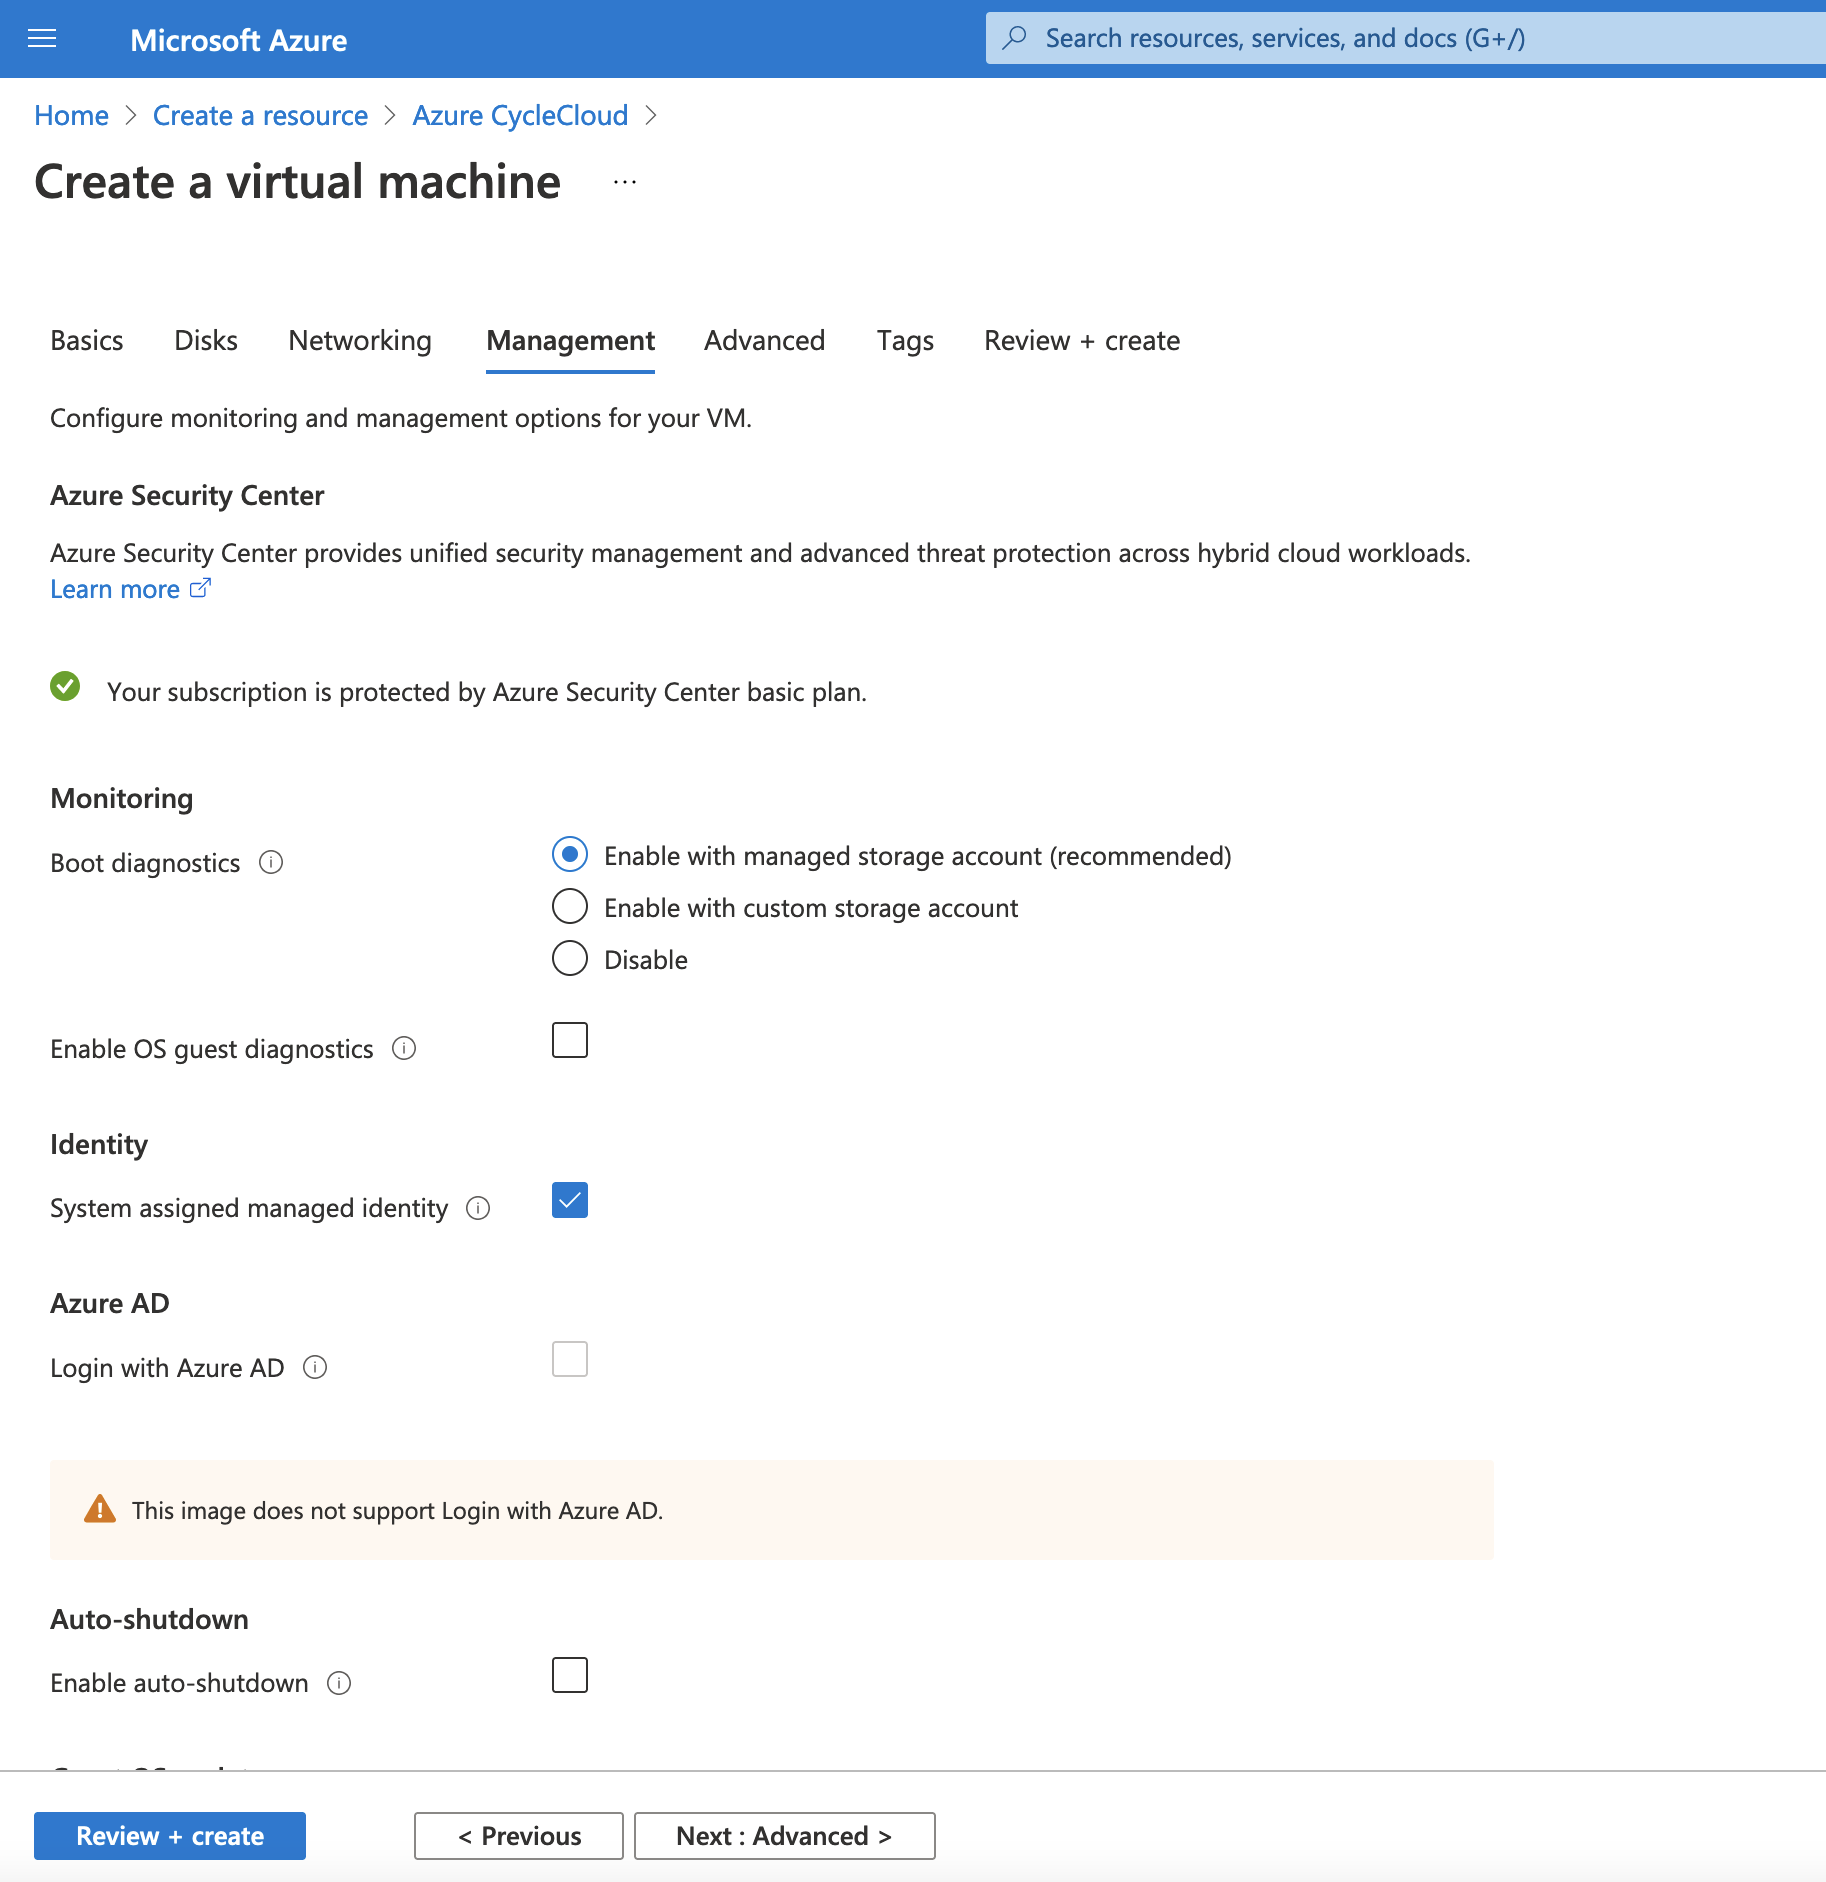 Microsoft Azure
Search resources, services, and docs (G+/)
Home > Create a resource > Azure CycleCloud >
Create a virtual machine ...
Basics Disks Networking Management Advanced Tags Review + create
Configure monitoring and management options for your VM.
Azure Security Center
Azure Security Center provides unified security management and advanced threat protection across hybrid cloud workloads.
Learn more
Your subscription is protected by Azure Security Center basic plan.
Monitoring
Boot diagnostics
Enable with managed storage account (recommended)
Enable with custom storage account
Disable
Enable OS guest diagnostics
Identity
System assigned managed identity
Azure AD
Login with Azure AD
This image does not support Login with Azure AD.
Auto-shutdown
Enable auto-shutdown
Review + create
< Previous
Next : Advanced >